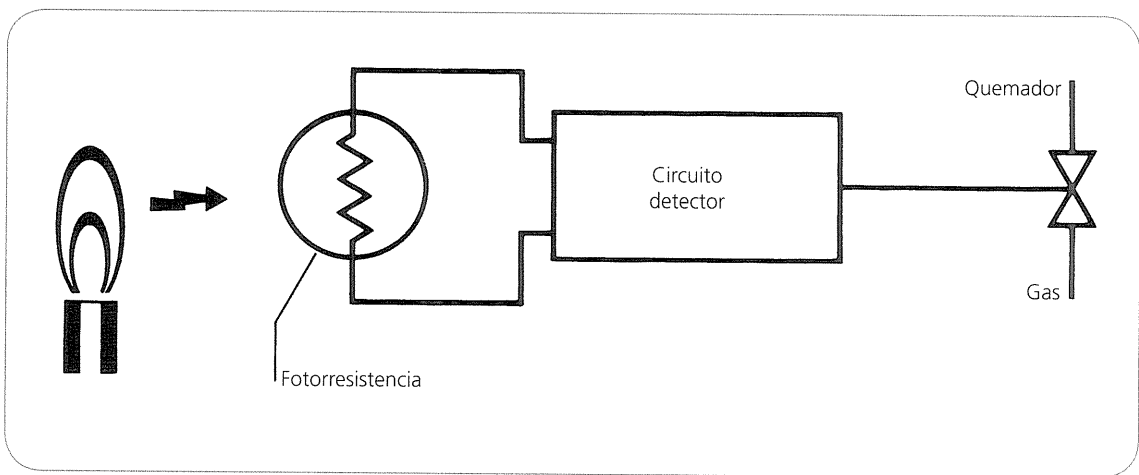 Quemador
Circuito
detector
Gas
Fotorresistencia